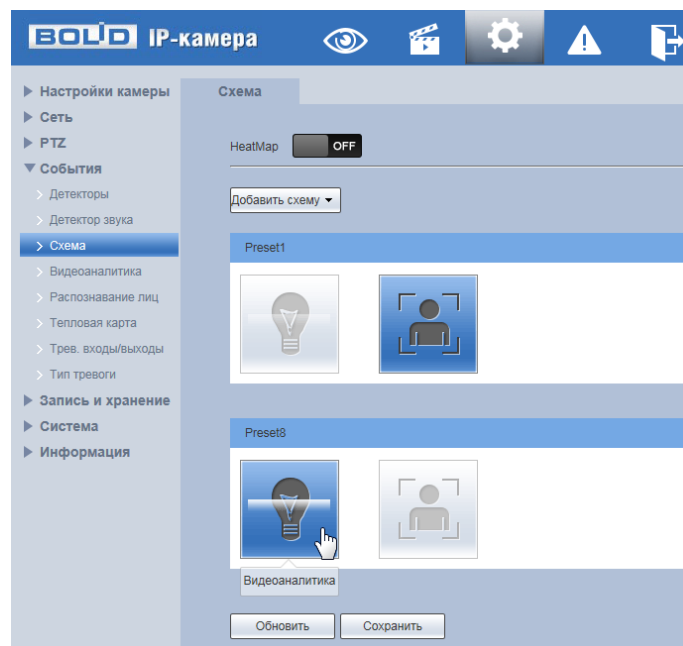 BOLID IP-камера
Настройки камеры
Сеть
PTZ
События
Детекторы
Детектор звука
Схема
Видеоаналитика
Распознавание лиц
Тепловая карта
Трев. входы/выходы
Тип тревоги
Запись и хранение
Система
Информация
Схема
HeatMap OFF
Добавить схему
Preset1
Preset8
Видеоаналитика
Обновить Сохранить